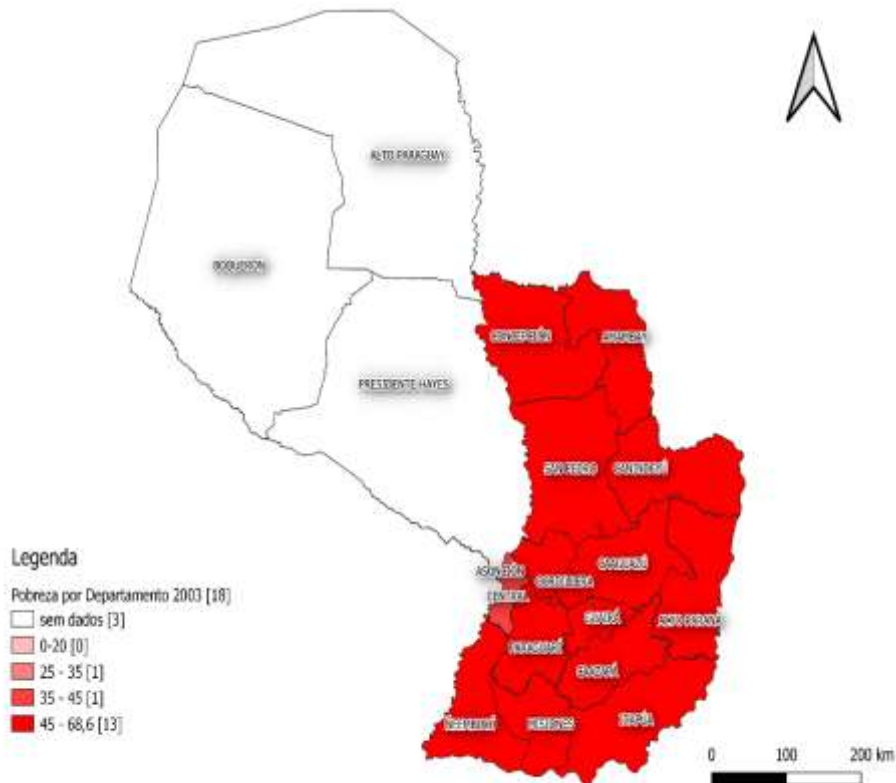 ALTO PARAGUAY
BOQUERON
CONCEPCIÓN
AMAMBAY
PRESIDENTE HAYES
SAN PEDRO
CANINDEYÚ
ASUNCION
CORDILLERA
CAAGUAZÚ
CENTRAL
GUAIRÁ
ALTO PARANÁ
PARAGUARÍ
CAAZAPÁ
ÑEEMBUCÚ
MISIONES
ITAPÚA
Legenda
Pobreza por Departamento 2003 [18]
sem dados [3]
0-20 [0]
25 - 35 [1]
35 - 45 [1]
45 - 68,6 [13]
0 100 200 km